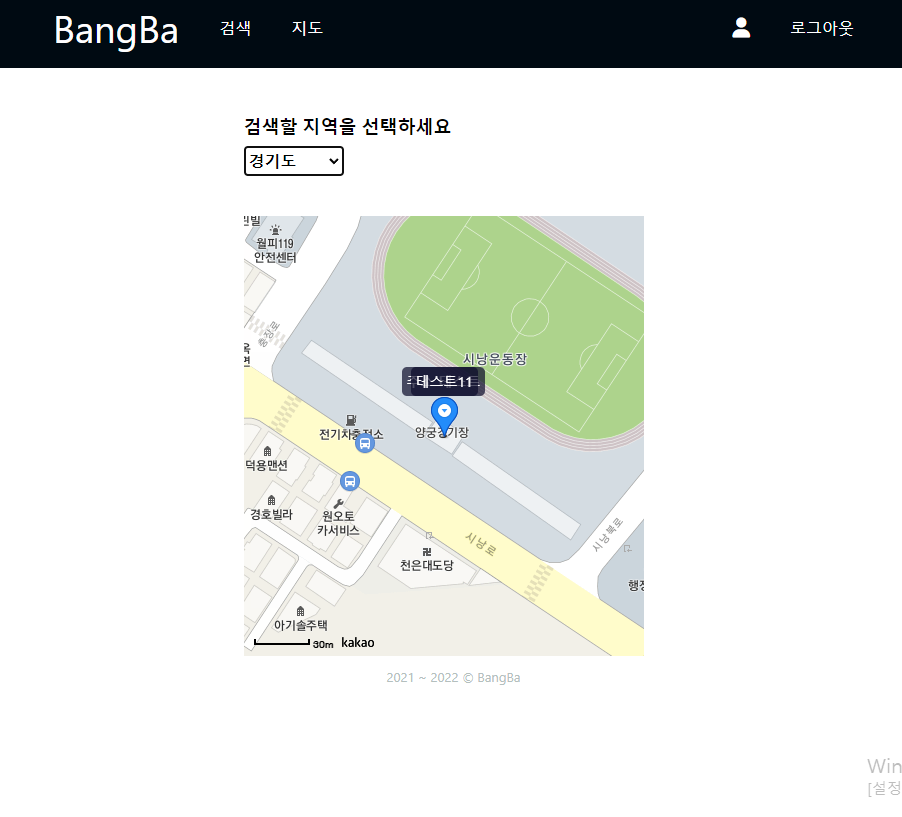 BangBa 검색 지도 로그아웃
검색할 지역을 선택하세요
경기도
월피119
안전센터
충장로
시낭운동장
테스트11
양궁경기장
전기차충전소
덕용맨션
경호빌라
원오토
카서비스
시낭로
시낭북로
천은대도당
아기솔주택
30m kakao
2021 ~ 2022 © BangBa
Win
[설정